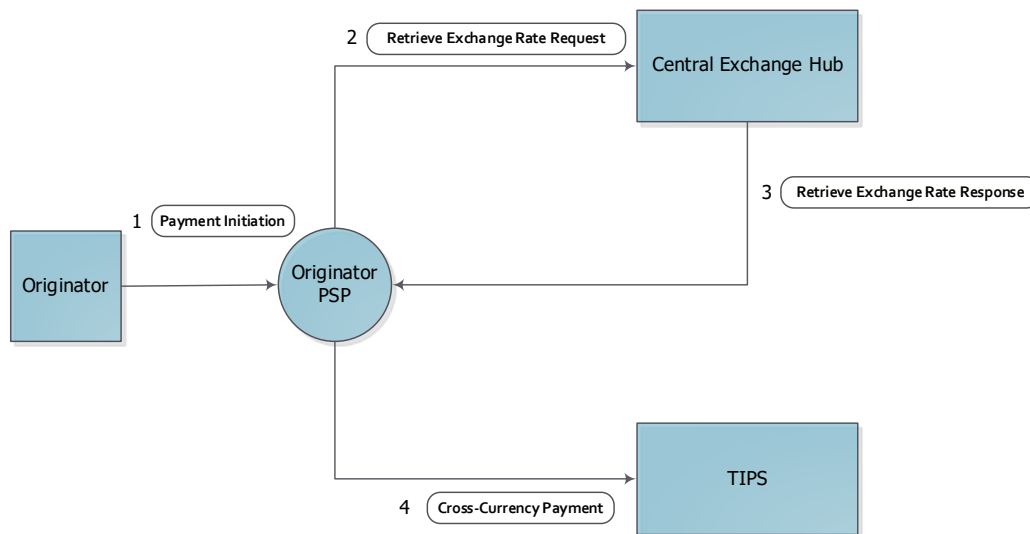 2 Retrieve Exchange Rate Request
Central Exchange Hub
3 Retrieve Exchange Rate Response
1 Payment Initiation
Originator
Originator
PSP
TIPS
4 Cross-Currency Payment